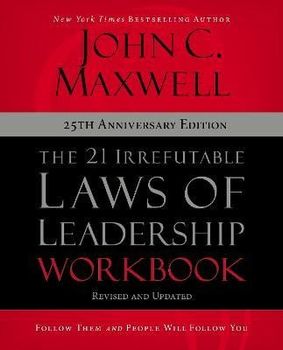 New York Times Bestselling Author
JOHN C.
MAXWELL
25TH ANNIVERSARY EDITION
THE 21 IRREFUTABLE
LAWS OF
LEADERSHIP
WORKBOOK
REVISED AND UPDATED
FOLLOW THEM AND PEOPLE WILL FOLLOW YOU